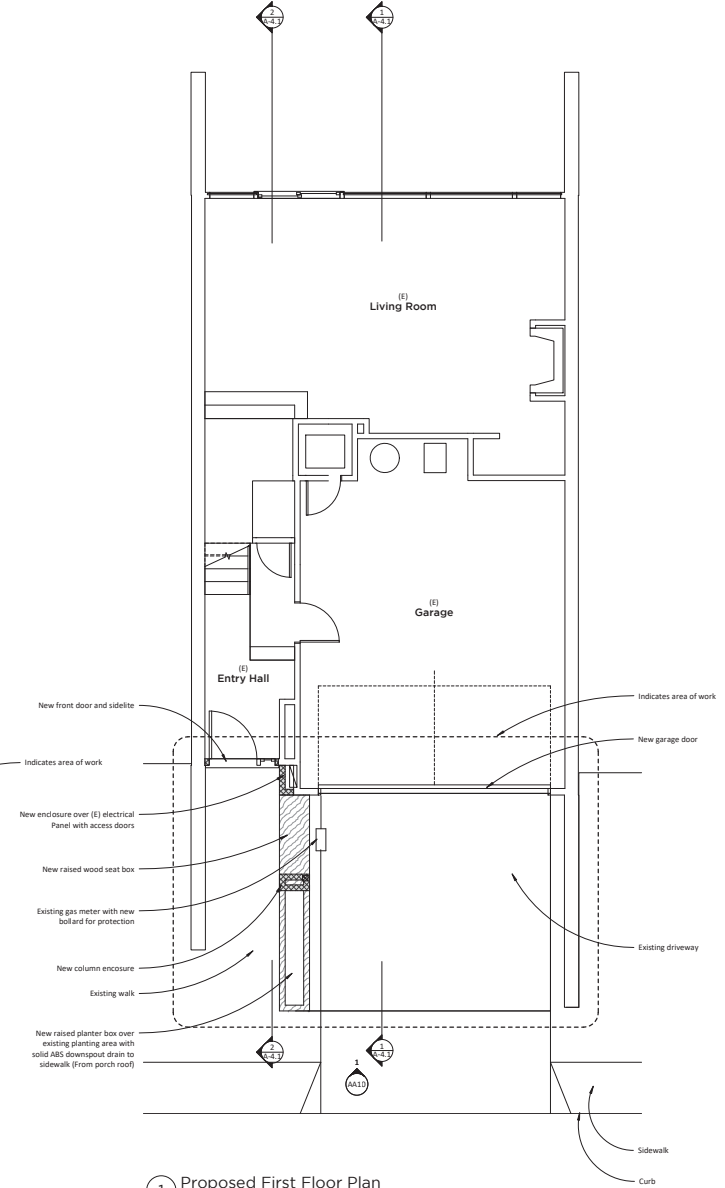 2
A-4.1
1
A-4.1
(E)
Living Room
(E)
Garage
(E)
Entry Hall
New front door and sidelite
Indicates area of work
New enclosure over (E) electrical
Panel with access doors
New raised wood seat box
Existing gas meter with new
bollard for protection
New column encosure
Existing walk
New raised planter box over
existing planting area with
solid ABS downspout drain to
sidewalk (From porch roof)
Indicates area of work
New garage door
Existing driveway
2
A-4.1
1
A-4.1
1
AA10
Sidewalk
Curb
1 Proposed First Floor Plan